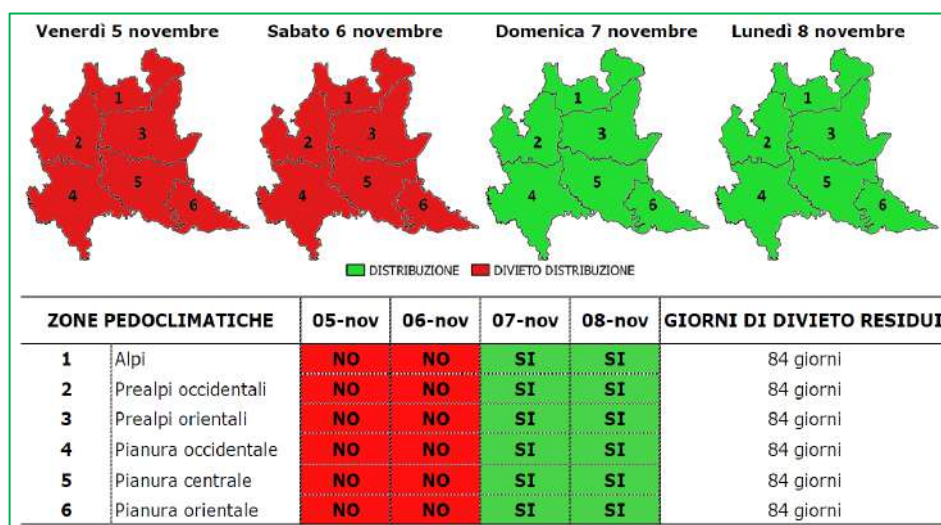 Venerdì 5 novembre Sabato 6 novembre Domenica 7 novembre Lunedì 8 novembre
1 1 1 1
2 3 2 3 2 3 2 3
4 5 6 4 5 6 4 5 6 4 5 6
DISTRIBUZIONE DIVIETO DISTRIBUZIONE
ZONE PEDOCLIMATICHE 05-nov 06-nov 07-nov 08-nov GIORNI DI DIVIETO RESIDUI
1 Alpi NO NO SI SI 84 giorni
2 Prealpi occidentali NO NO SI SI 84 giorni
3 Prealpi orientali NO NO SI SI 84 giorni
4 Pianura occidentale NO NO SI SI 84 giorni
5 Pianura centrale NO NO SI SI 84 giorni
6 Pianura orientale NO NO SI SI 84 giorni